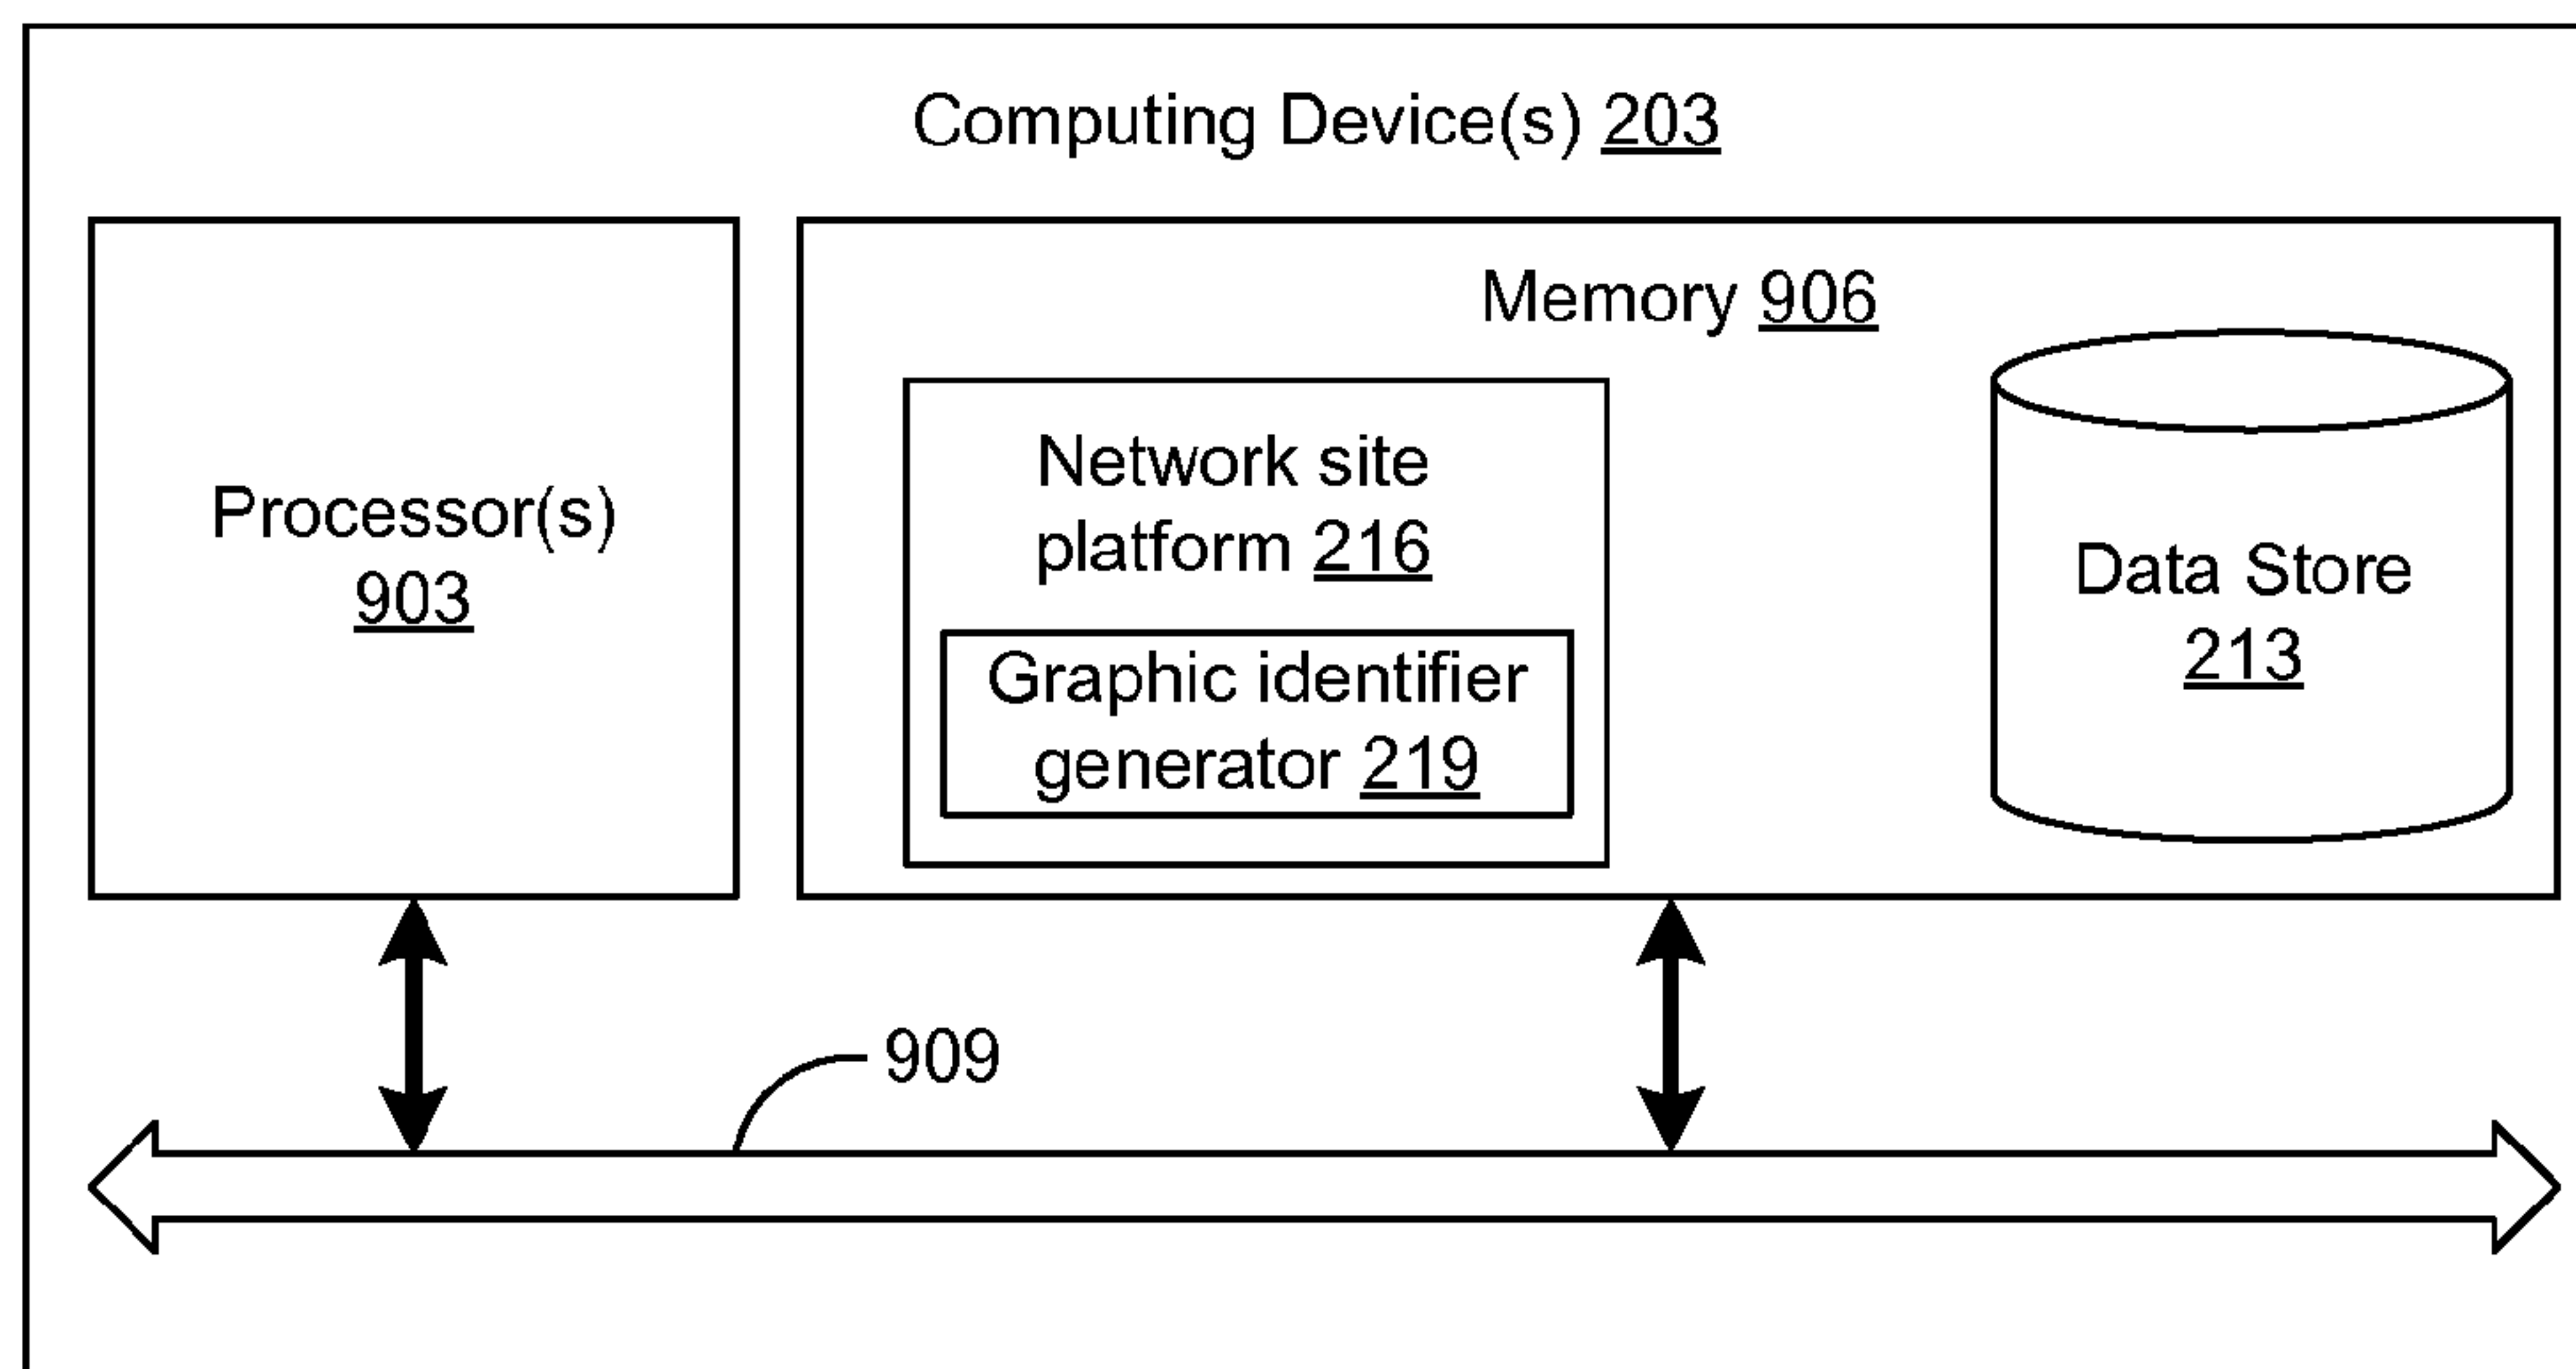 Computing Device(s) 203
Processor(s)
903
Memory 906
Network site
platform 216
Graphic identifier
generator 219
Data Store
213
909